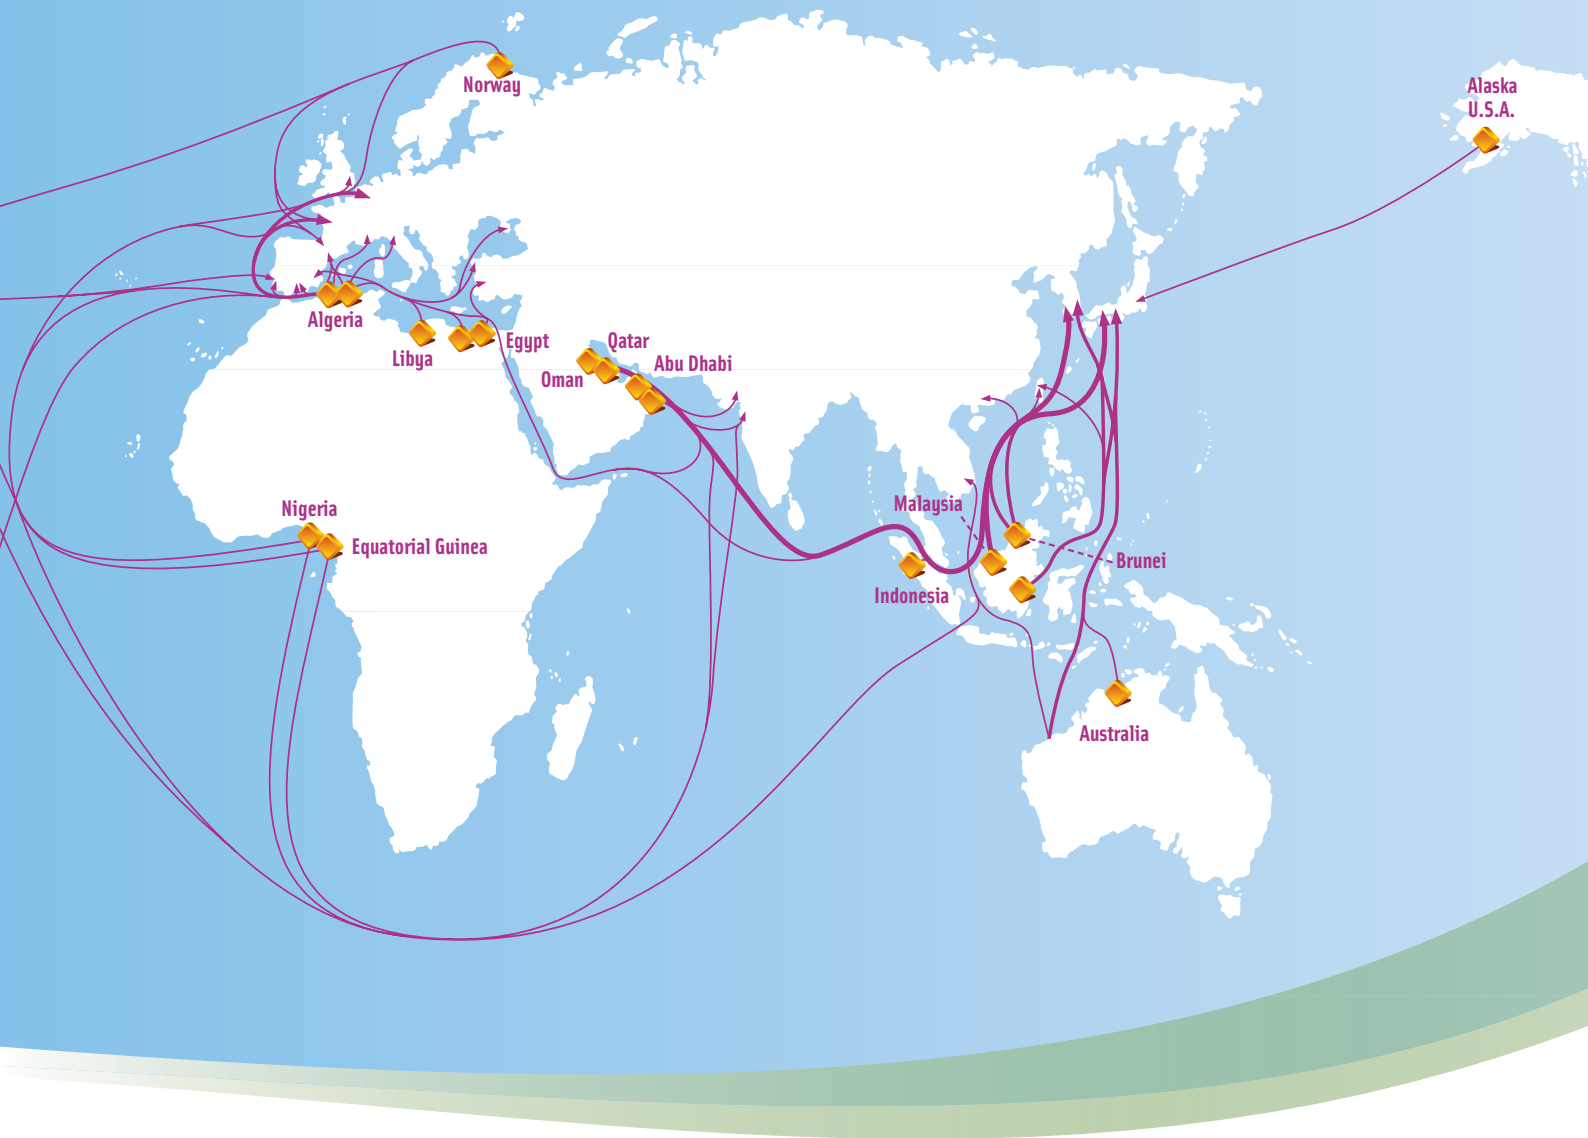 Norway
Alaska
U.S.A.
Algeria
Libya
Egypt
Qatar
Oman
Abu Dhabi
Nigeria
Equatorial Guinea
Malaysia
Brunei
Indonesia
Australia